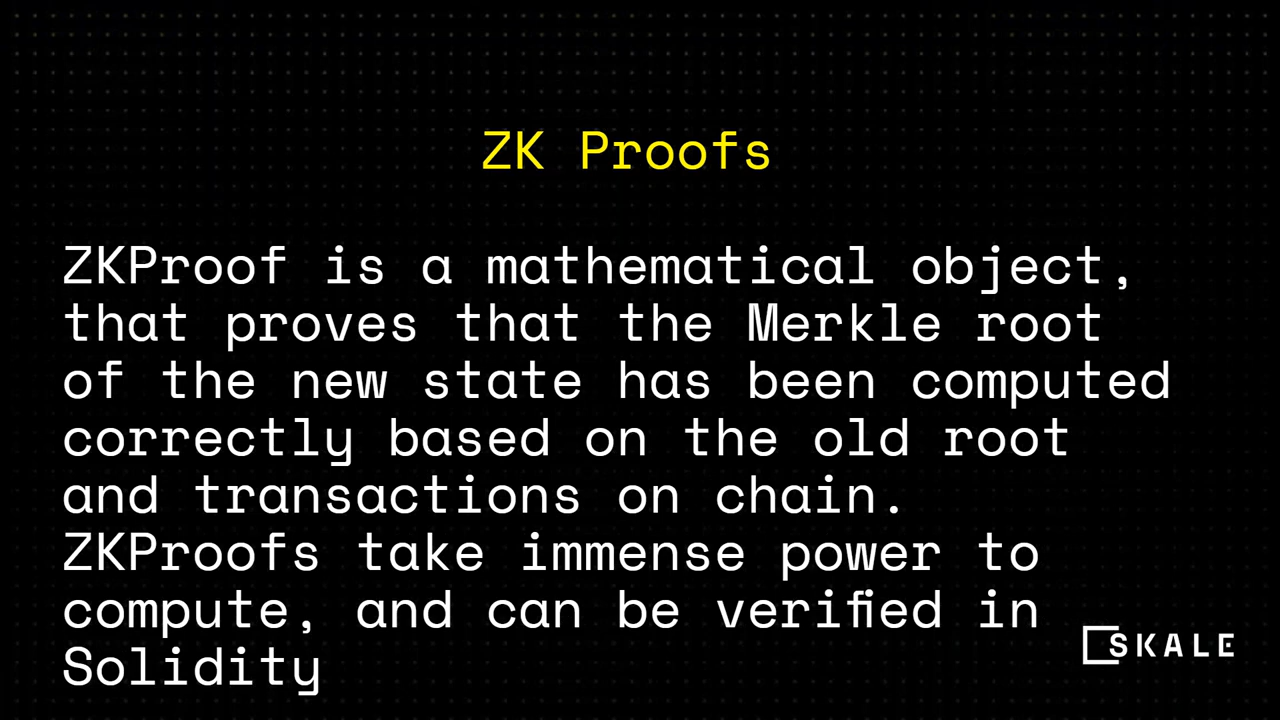 ZK Proofs
ZKProof is a mathematical object,
that proves that the Merkle root
of the new state has been computed
correctly based on the old root
and transactions on chain.
ZKProofs take immense power to
compute, and can be verified in
Solidity
SKALE